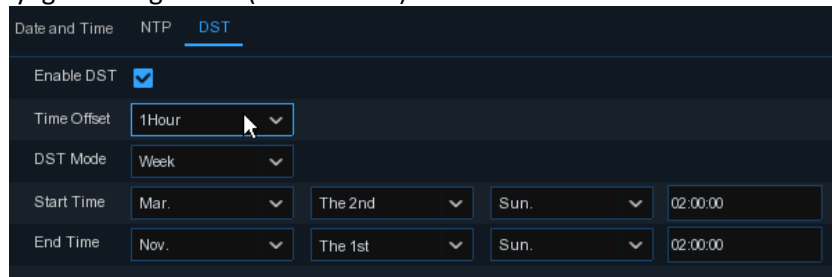 Date and Time NTP DST
Enable DST
Time Offset 1Hour
DST Mode Week
Start Time Mar. The 2nd Sun. 02:00:00
End Time Nov. The 1st Sun. 02:00:00